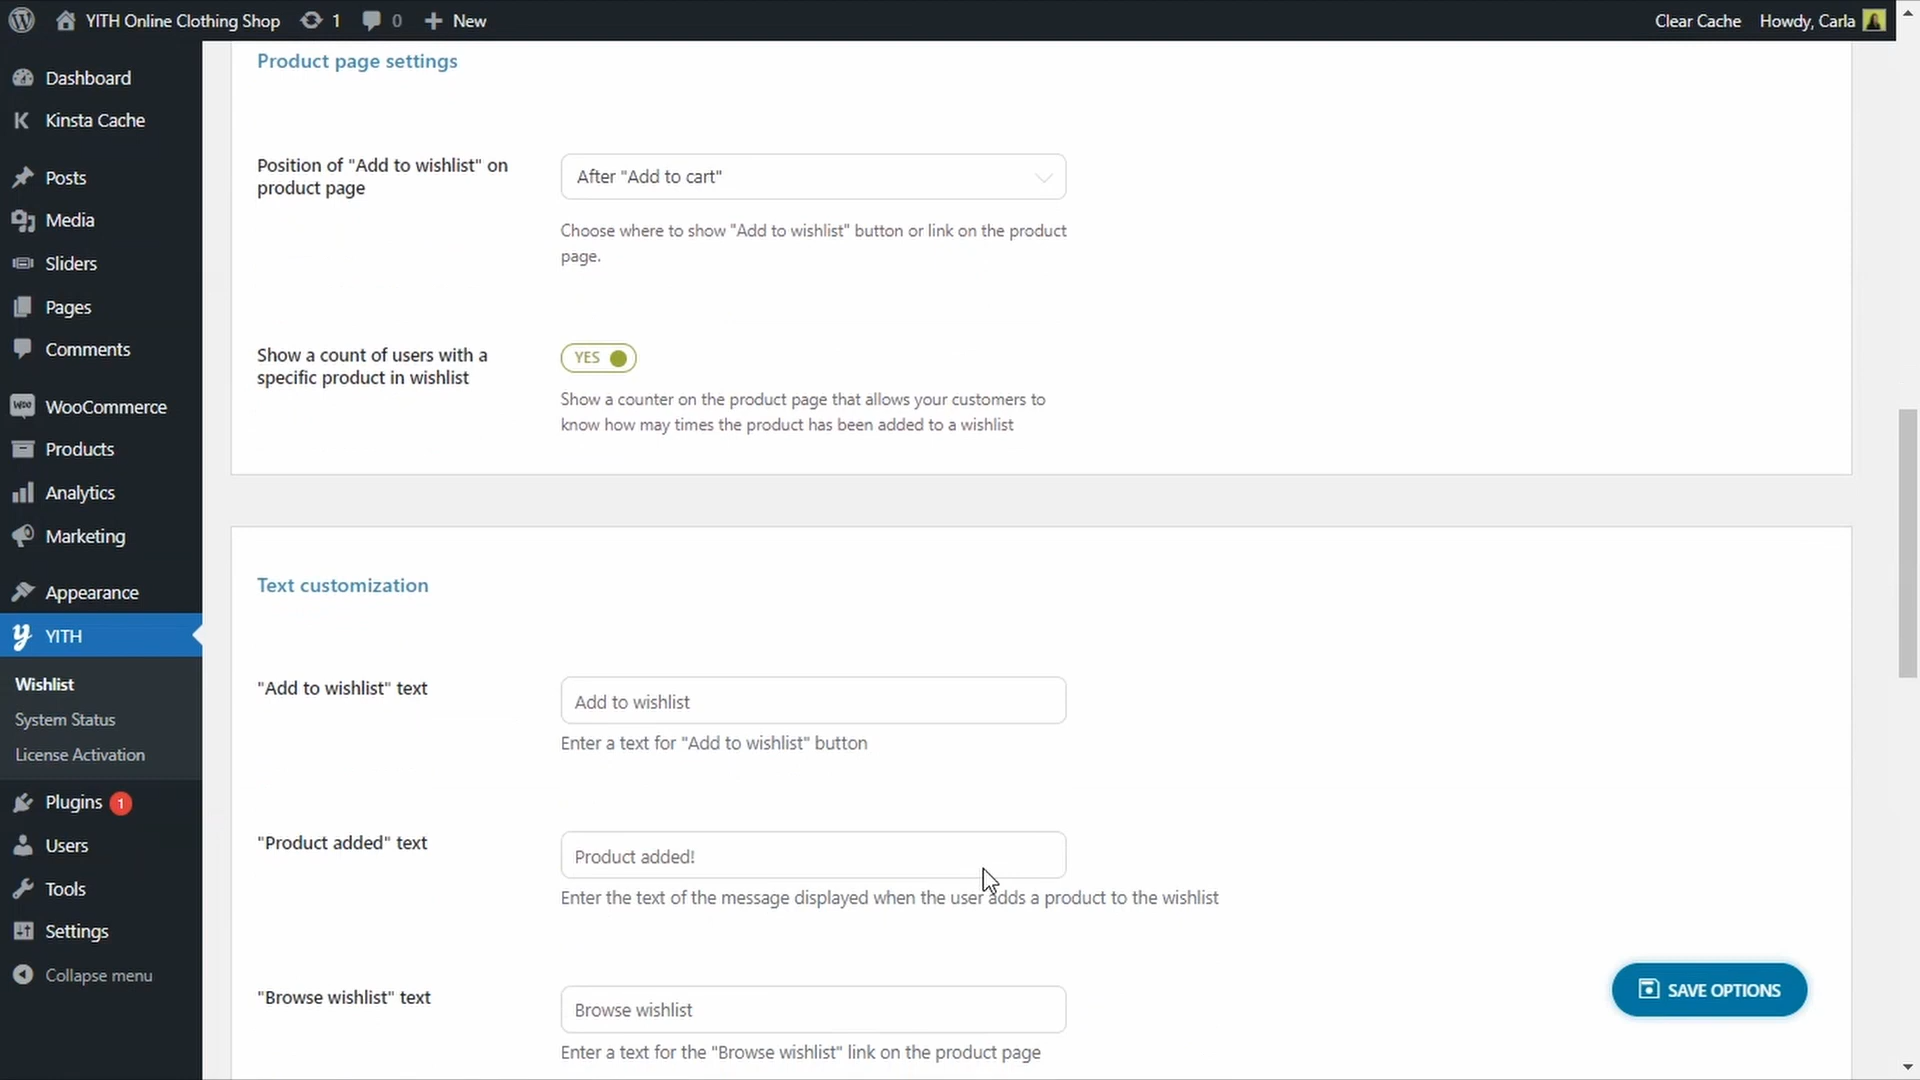 YITH Online Clothing Shop 1 0 New Clear Cache Howdy, Carla
Dashboard
Kinsta Cache
Posts
Media
Sliders
Pages
Comments
WooCommerce
Products
Analytics
Marketing
Appearance
YITH
Wishlist
System Status
License Activation
Plugins 1
Users
Tools
Settings
Collapse menu
Product page settings
Position of "Add to wishlist" on
product page
After "Add to cart"
Choose where to show "Add to wishlist" button or link on the product
page.
Show a count of users with a
specific product in wishlist
YES
Show a counter on the product page that allows your customers to
know how may times the product has been added to a wishlist
Text customization
"Add to wishlist" text
Add to wishlist
Enter a text for "Add to wishlist" button
"Product added" text
Product added!
Enter the text of the message displayed when the user adds a product to the wishlist
"Browse wishlist" text
Browse wishlist
Enter a text for the "Browse wishlist" link on the product page
SAVE OPTIONS